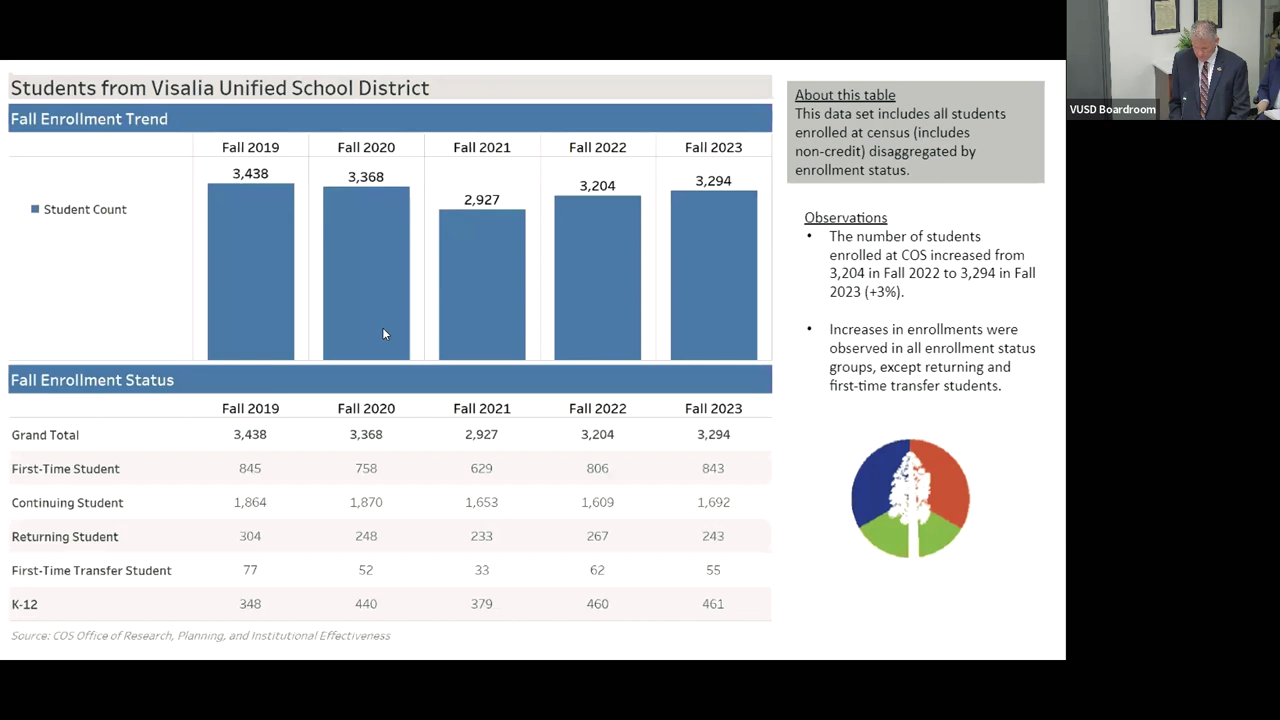 Students from Visalia Unified School District
Fall Enrollment Trend
Fall 2019 Fall 2020 Fall 2021 Fall 2022 Fall 2023
3,438 3,368 2,927 3,204 3,294
Student Count
Fall Enrollment Status
Fall 2019 Fall 2020 Fall 2021 Fall 2022 Fall 2023
Grand Total 3,438 3,368 2,927 3,204 3,294
First-Time Student 845 758 629 806 843
Continuing Student 1,864 1,870 1,653 1,609 1,692
Returning Student 304 248 233 267 243
First-Time Transfer Student 77 52 33 62 55
K-12 348 440 379 460 461
Source: COS Office of Research, Planning, and Institutional Effectiveness
About this table
This data set includes all students
enrolled at census (includes
non-credit) disaggregated by
enrollment status.
Observations
• The number of students
enrolled at COS increased from
3,204 in Fall 2022 to 3,294 in Fall
2023 (+3%).
• Increases in enrollments were
observed in all enrollment status
groups, except returning and
first-time transfer students.
VUSD Boardroom